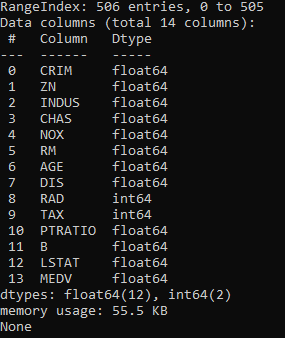 RangeIndex: 506 entries, 0 to 505
Data columns (total 14 columns):
 #   Column   Dtype
---  ------   -----
 0   CRIM     float64
 1   ZN       float64
 2   INDUS    float64
 3   CHAS     float64
 4   NOX      float64
 5   RM       float64
 6   AGE      float64
 7   DIS      float64
 8   RAD      int64
 9   TAX      int64
 10  PTRATIO  float64
 11  B        float64
 12  LSTAT    float64
 13  MEDV     float64
dtypes: float64(12), int64(2)
memory usage: 55.5 KB
None